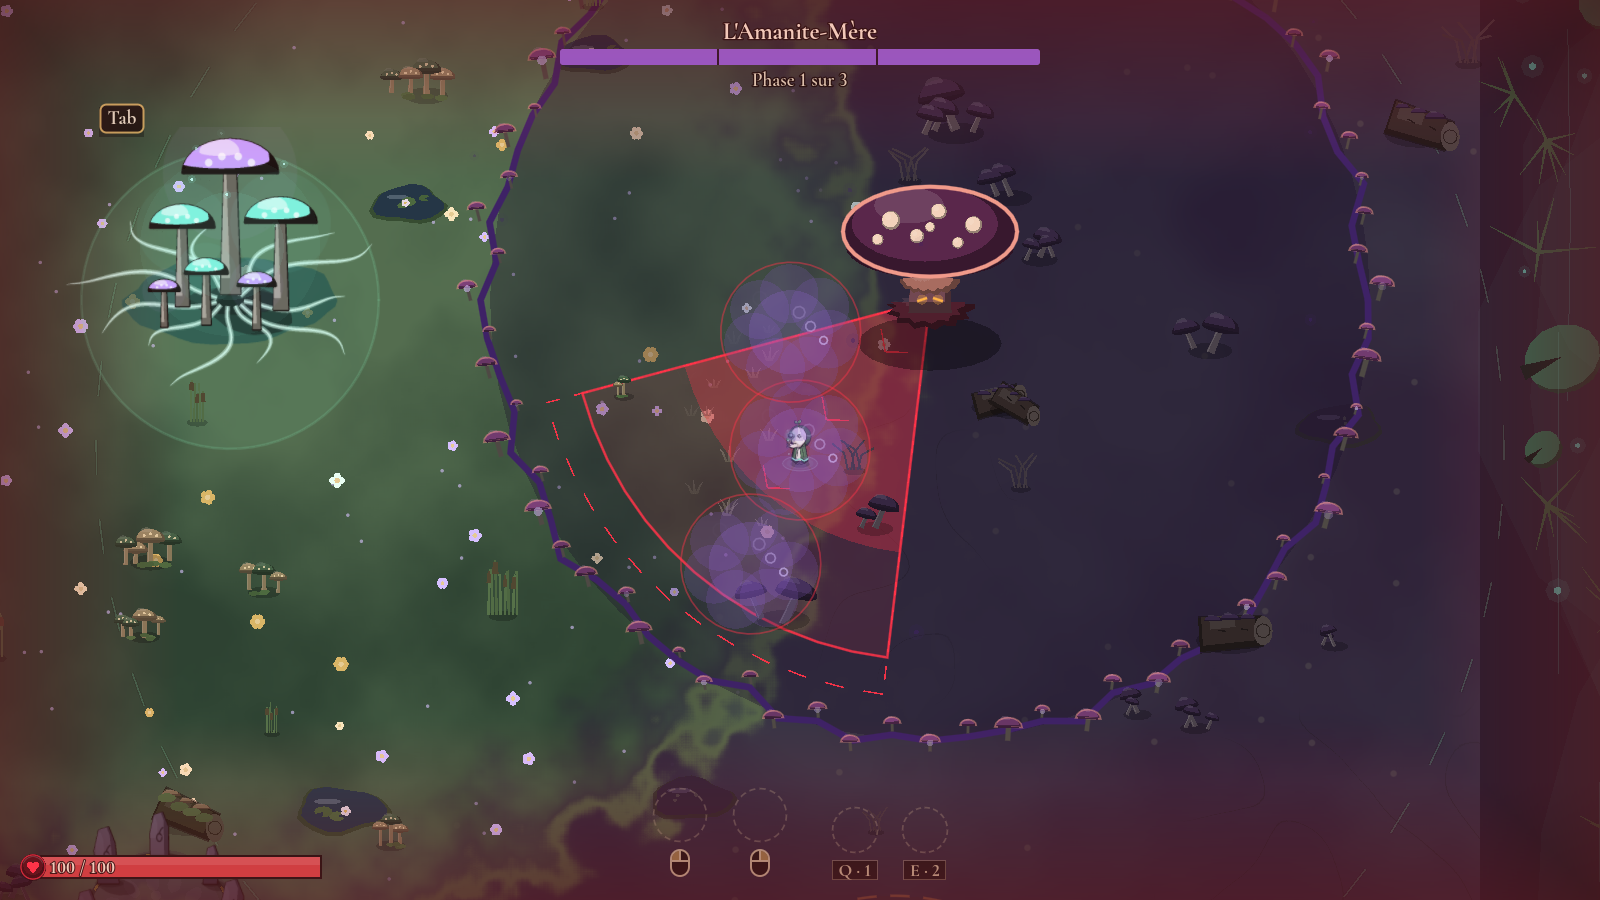 L'Amanite-Mère
Phase 1 sur 3
Tab
100 / 100
Q · 1
E · 2